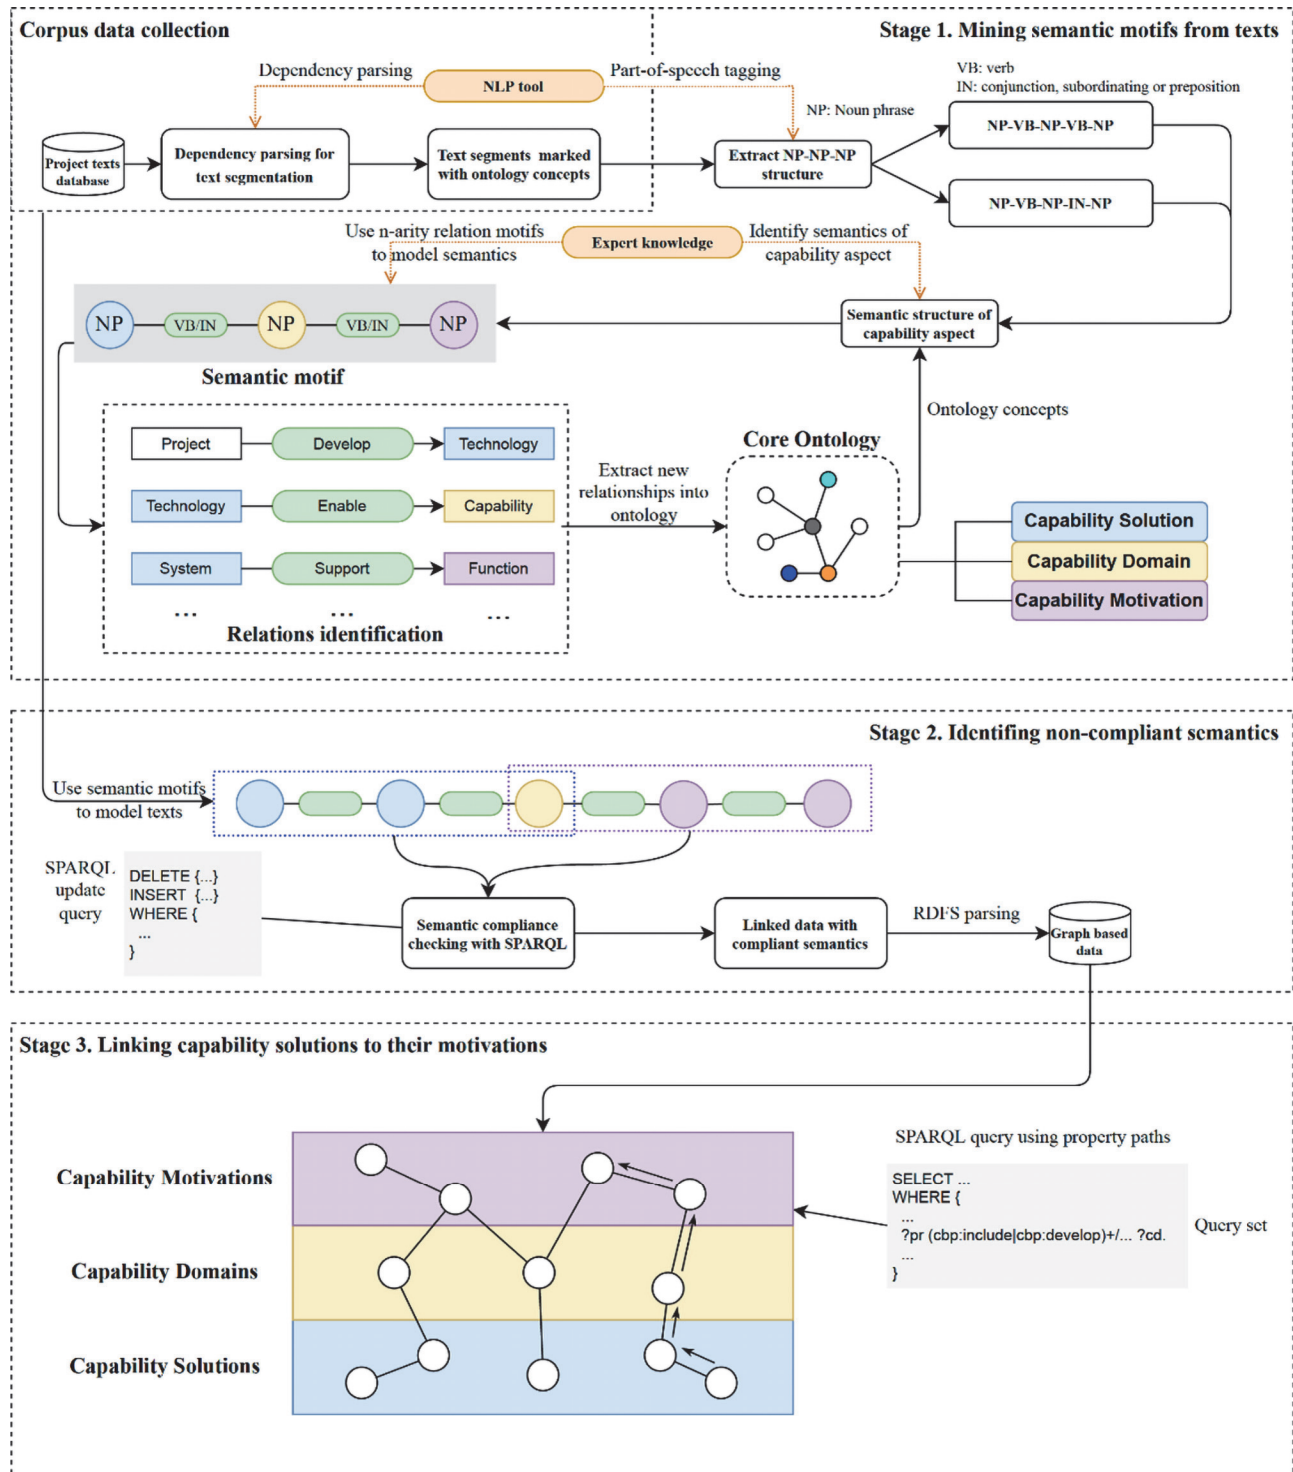 Corpus data collection
Stage 1. Mining semantic motifs from texts
Dependency parsing
NLP tool
Part-of-speech tagging
VB: verb
IN: conjunction, subordinating or preposition
NP: Noun phrase
Project texts
database
Dependency parsing for
text segmentation
Text segments marked
with ontology concepts
Extract NP-NP-NP
structure
NP-VB-NP-VB-NP
NP-VB-NP-IN-NP
Use n-arity relation motifs
to model semantics
Expert knowledge
Identify semantics of
capability aspect
NP
VB/IN
NP
VB/IN
NP
Semantic structure of
capability aspect
Semantic motif
Ontology concepts
Project
Develop
Technology
Technology
Enable
Capability
System
Support
Function
...
...
...
Relations identification
Extract new
relationships into
ontology
Core Ontology
Capability Solution
Capability Domain
Capability Motivation
Stage 2. Identifing non-compliant semantics
Use semantic motifs
to model texts
SPARQL
update
query
DELETE {...}
INSERT {...}
WHERE {
...
}
Semantic compliance
checking with SPARQL
Linked data with
compliant semantics
RDFS parsing
Graph based
data
Stage 3. Linking capability solutions to their motivations
Capability Motivations
Capability Domains
Capability Solutions
SPARQL query using property paths
SELECT ...
WHERE {
...
?pr (cbp:include|cbp:develop)+/... ?cd.
...
}
Query set